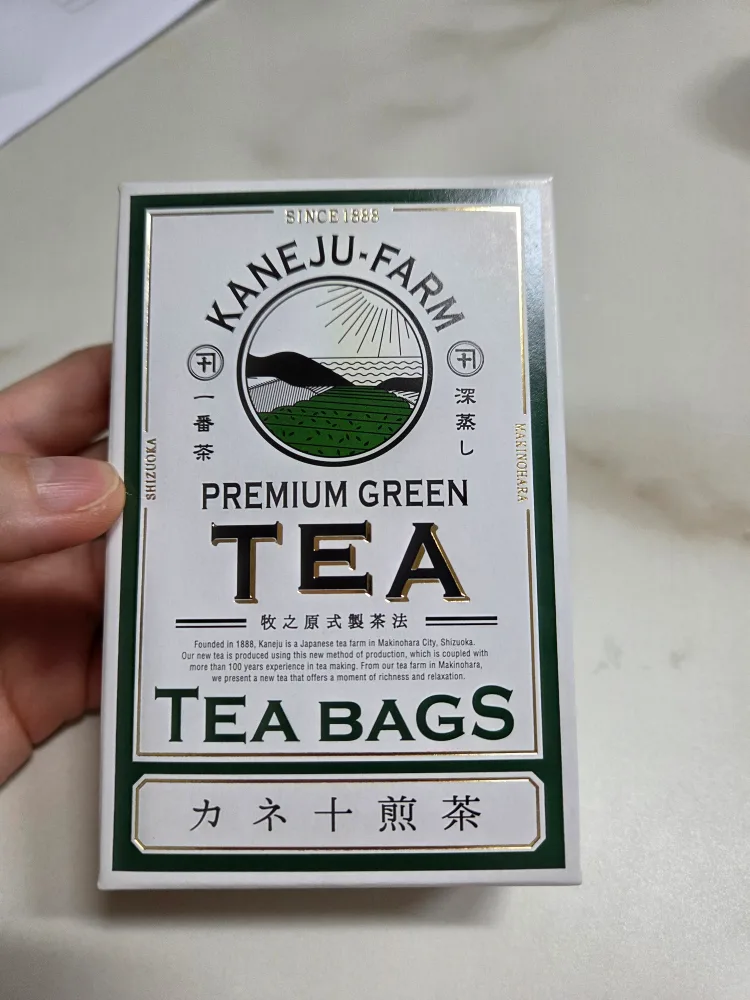 SINCE 1888
KANEJU-FARM
一番茶
深蒸し
SHIZUOKA
MAKINOHARA
PREMIUM GREEN
TEA
牧之原式製茶法
Founded in 1888, Kaneju is a Japanese tea farm in Makinohara City, Shizuoka.
Our new tea is produced using this new method of production, which is coupled with
more than 100 years experience in tea making. From our tea farm in Makinohara,
we present a new tea that offers a moment of richness and relaxation.
TEA BAGS
カネ十煎茶